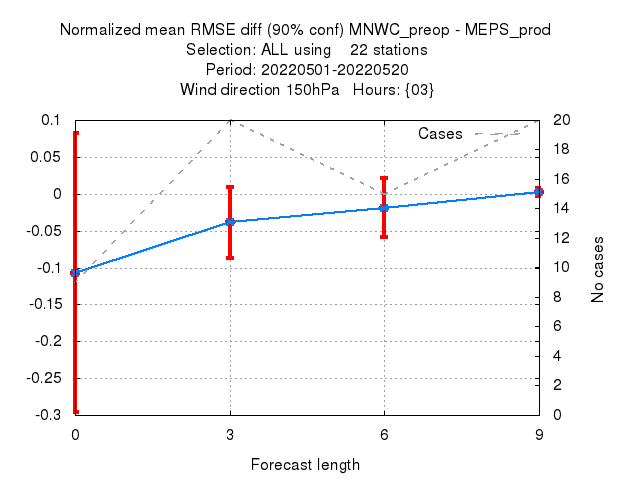 Normalized mean RMSE diff (90% conf) MNWC_preop - MEPS_prod
Selection: ALL using    22 stations
Period: 20220501-20220520
Wind direction 150hPa   Hours: {03}
Cases
0.1
0.05
0
-0.05
-0.1
-0.15
-0.2
-0.25
-0.3
20
18
16
14
12
10
8
6
4
2
0
No cases
0 3 6 9
Forecast length